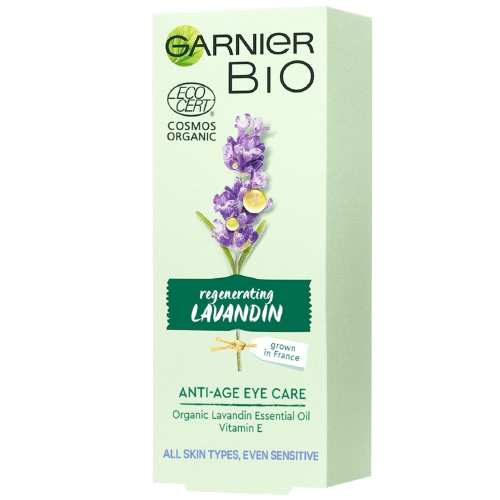 GARNIER
BIO
ECO
CERT®
COSMOS
ORGANIC
regenerating
LAVANDIN
grown
in France
ANTI-AGE EYE CARE
Organic Lavandin Essential Oil
Vitamin E
ALL SKIN TYPES, EVEN SENSITIVE